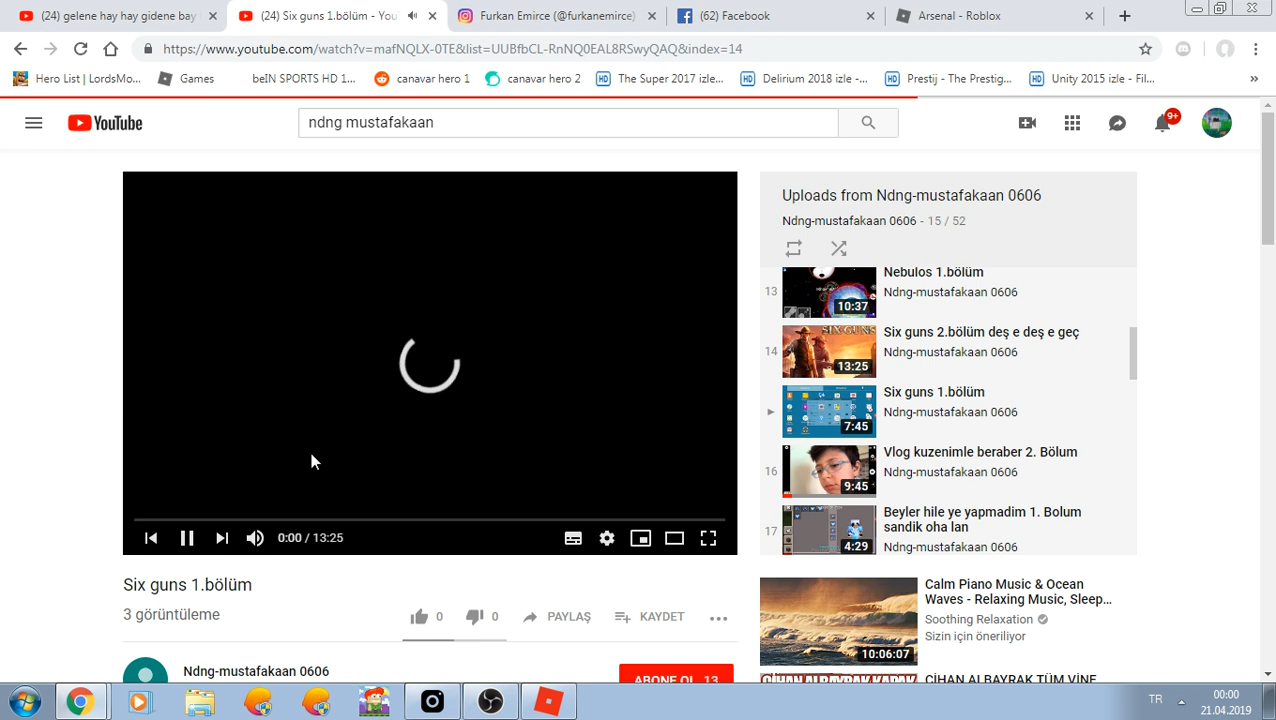 (24) gelene hay hay gidene bay
(24) Six guns 1.bölüm - You
Furkan Emirce (@furkanemirce)
(62) Facebook
Arsenal - Roblox
https://www.youtube.com/watch?v=mafNQLX-0TE&list=UUBfbCL-RnNQ0EAL8RSwyQAQ&index=14
Hero List | LordsMo...
Games
beIN SPORTS HD 1...
canavar hero 1
canavar hero 2
The Super 2017 izle...
Delirium 2018 izle -...
Prestij - The Prestig...
Unity 2015 izle - Fil...
YouTube
ndng mustafakaan
9+
Uploads from Ndng-mustafakaan 0606
Ndng-mustafakaan 0606 - 15 / 52
13
10:37
Nebulos 1.bölüm
Ndng-mustafakaan 0606
14
SIX-GUNS
13:25
Six guns 2.bölüm deş e deş e geç
Ndng-mustafakaan 0606
7:45
Six guns 1.bölüm
Ndng-mustafakaan 0606
16
9:45
Vlog kuzenimle beraber 2. Bölum
Ndng-mustafakaan 0606
17
4:29
Beyler hile ye yapmadim 1. Bolum
sandik oha lan
Ndng-mustafakaan 0606
0:00 / 13:25
Six guns 1.bölüm
3 görüntüleme
0
0
PAYLAŞ
KAYDET
Ndng-mustafakaan 0606
ABONE OL 13
10:06:07
Calm Piano Music & Ocean
Waves - Relaxing Music, Sleep...
Soothing Relaxation
Sizin için öneriliyor
CİHAN ALBAYRAK KAPAK
CİHAN ALBAYRAK TÜM VİNE
TR
00:00
21.04.2019